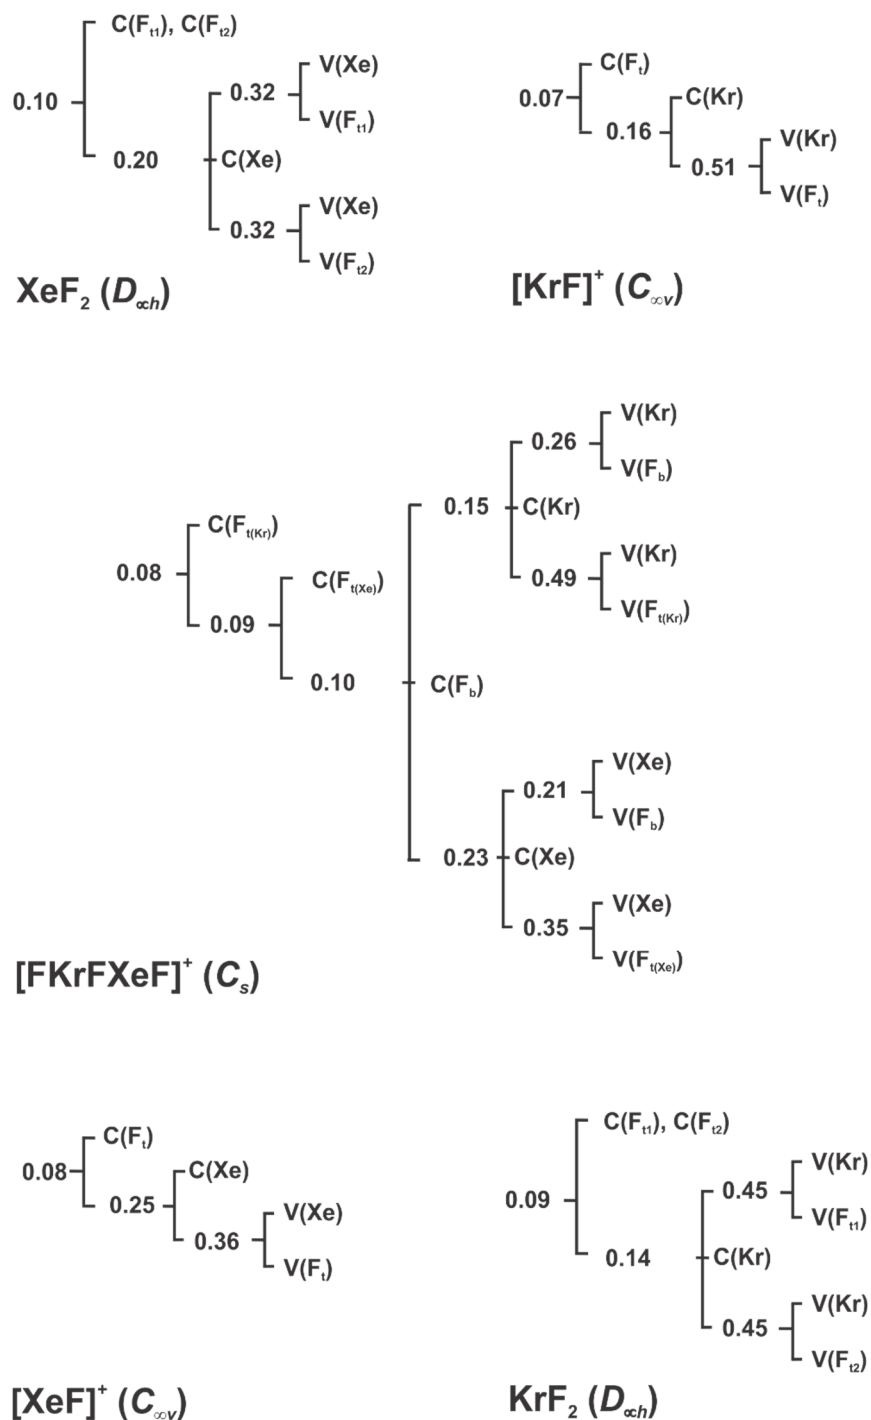 C(Ft1), C(Ft2)
V(Xe)
0.10
0.32
V(Ft1)
0.20
C(Xe)
V(Xe)
0.32
V(Ft2)
XeF2 (D∝h)
C(Ft)
0.07
C(Kr)
0.16
V(Kr)
0.51
V(Ft)
[KrF]+ (C∞v)
V(Kr)
0.26
V(Fb)
0.15
C(Kr)
C(Ft(Kr))
V(Kr)
0.08
C(Ft(Xe))
0.49
V(Ft(Kr))
0.09
0.10
C(Fb)
V(Xe)
0.21
V(Fb)
0.23
C(Xe)
V(Xe)
0.35
V(Ft(Xe))
[FKrFXeF]+ (Cs)
C(Ft)
0.08
C(Xe)
0.25
V(Xe)
0.36
V(Ft)
[XeF]+ (C∞v)
C(Ft1), C(Ft2)
V(Kr)
0.09
0.45
V(Ft1)
0.14
C(Kr)
V(Kr)
0.45
V(Ft2)
KrF2 (D∝h)